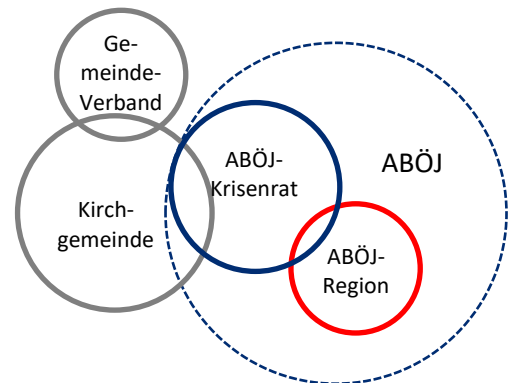 Ge-
meinde-
Verband
ABÖJ-
Krisenrat
ABÖJ
Kirch-
gemeinde
ABÖJ-
Region